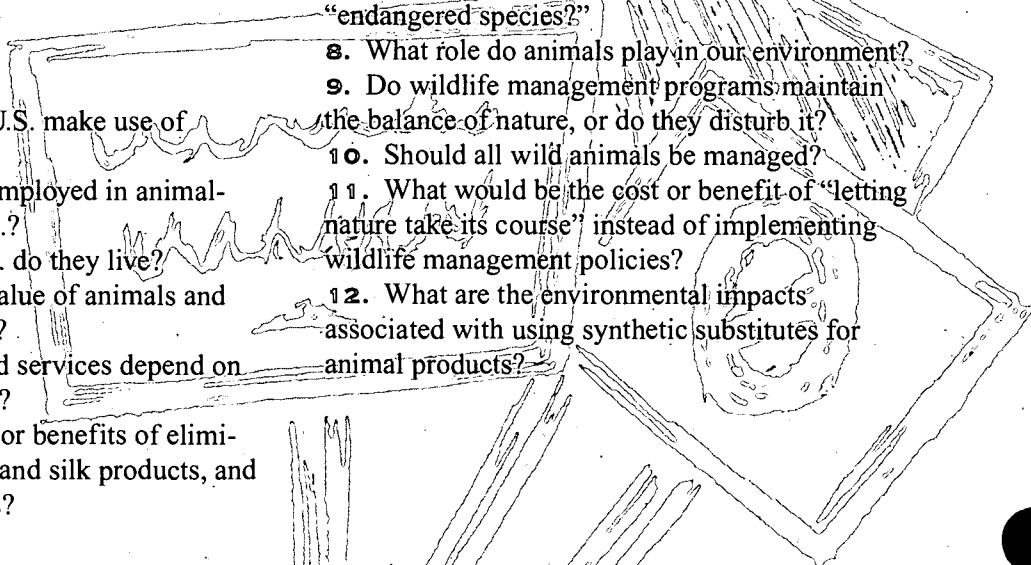 U.S. make use of
employed in animal-
.?
. do they live?
alue of animals and
?
d services depend on
?
or benefits of elimi-
and silk products, and
?
“endangered species?”
8. What role do animals play in our environment?
9. Do wildlife management programs maintain
the balance of nature, or do they disturb it?
10. Should all wild animals be managed?
11. What would be the cost or benefit of “letting
nature take its course” instead of implementing
wildlife management policies?
12. What are the environmental impacts
associated with using synthetic substitutes for
animal products?